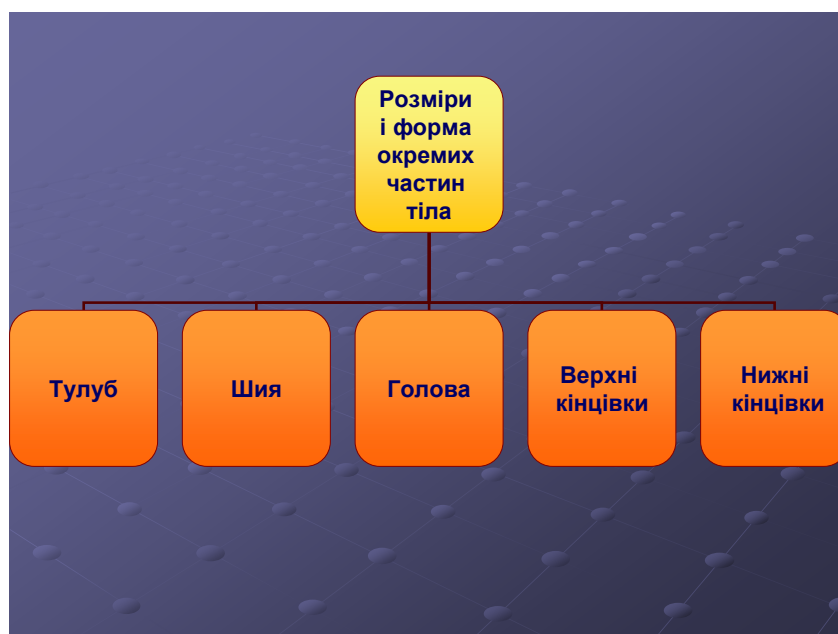 Розміри
і форма
окремих
частин
тіла
Тулуб
Шия
Голова
Верхні
кінцівки
Нижні
кінцівки